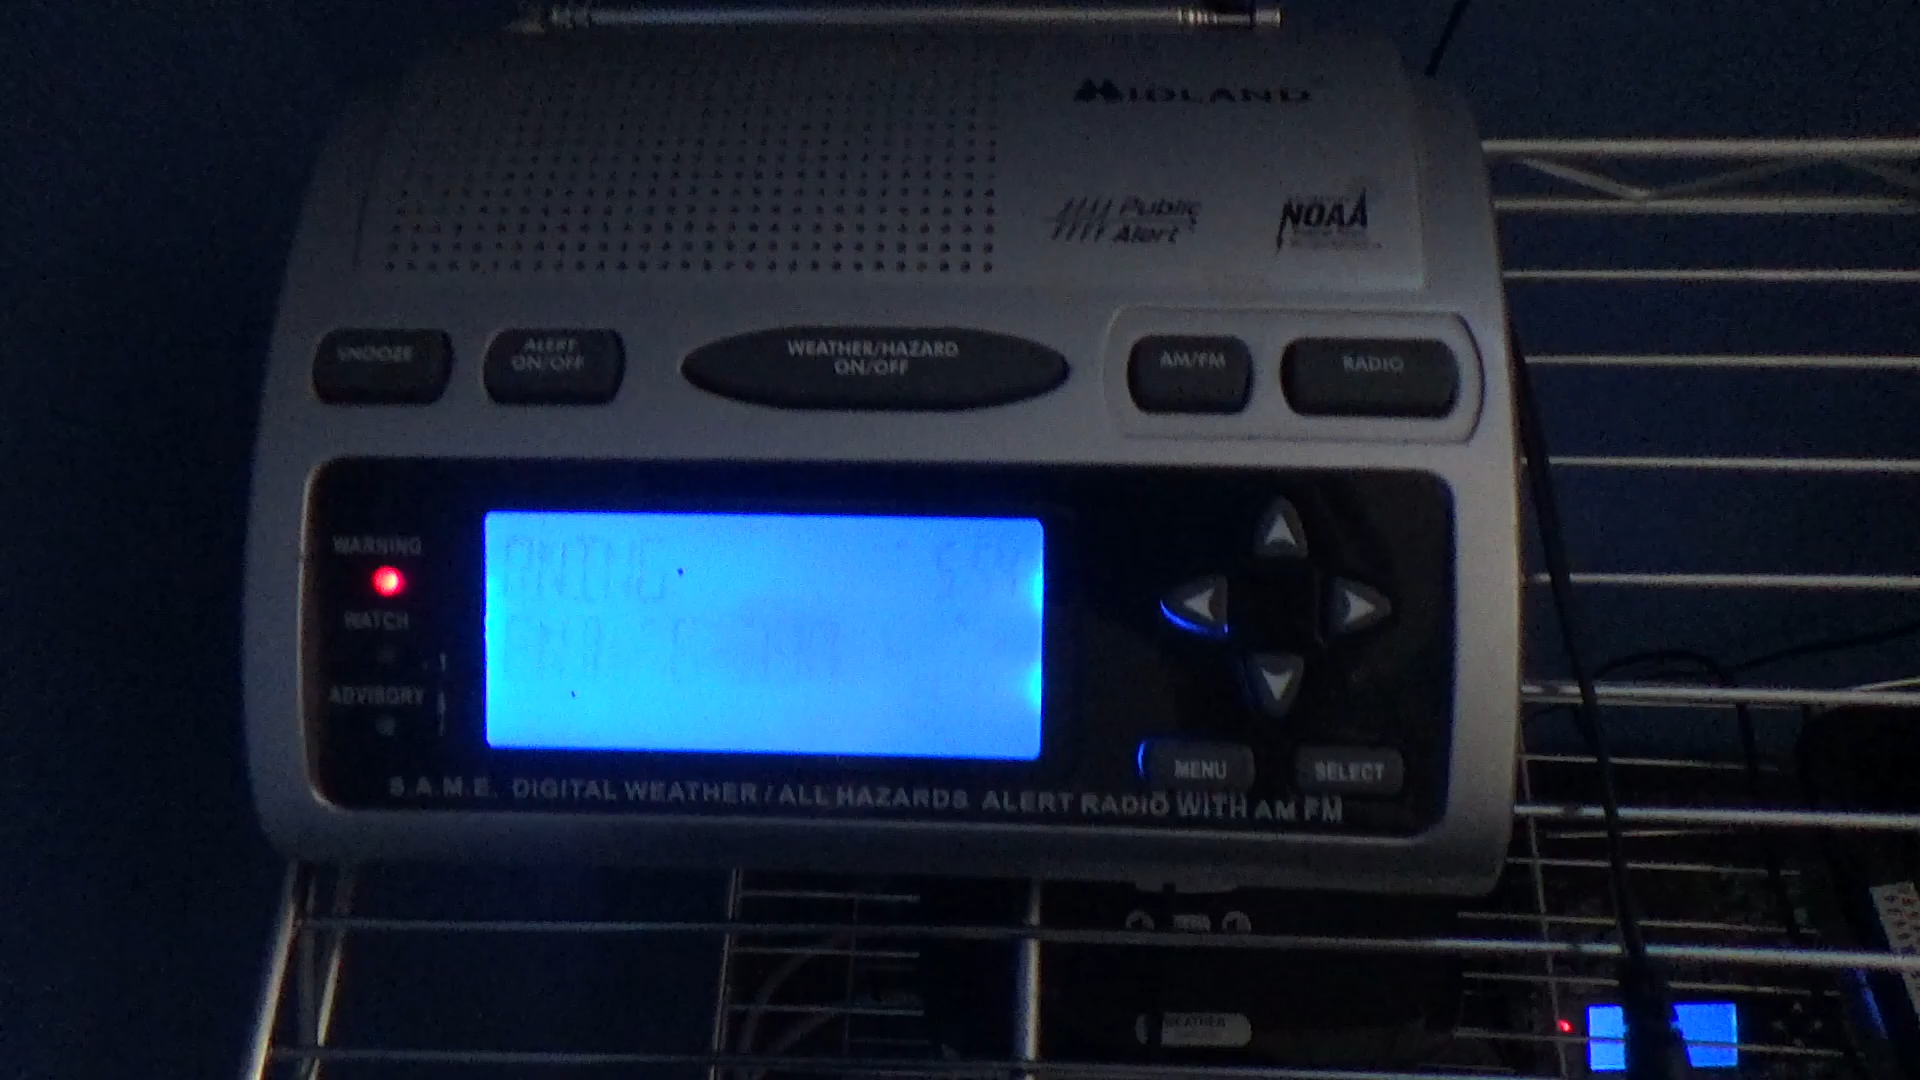 MIDLAND
Public
Alert
NOAA
SNOOZE
ALERT
ON/OFF
WEATHER/HAZARD
ON/OFF
AM/FM
RADIO
WARNING
WATCH
ADVISORY
MENU
SELECT
S.A.M.E. DIGITAL WEATHER / ALL HAZARDS ALERT RADIO WITH AM FM
WEATHER